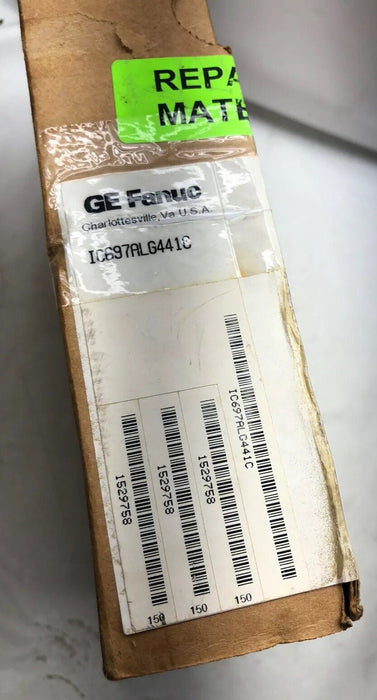 REPA
MATE
GE Fanuc
Charlottesville, Va U.S.A.
IC697ALG441C
IC697ALG441C
1529758
1529758
1529758
150
150
150